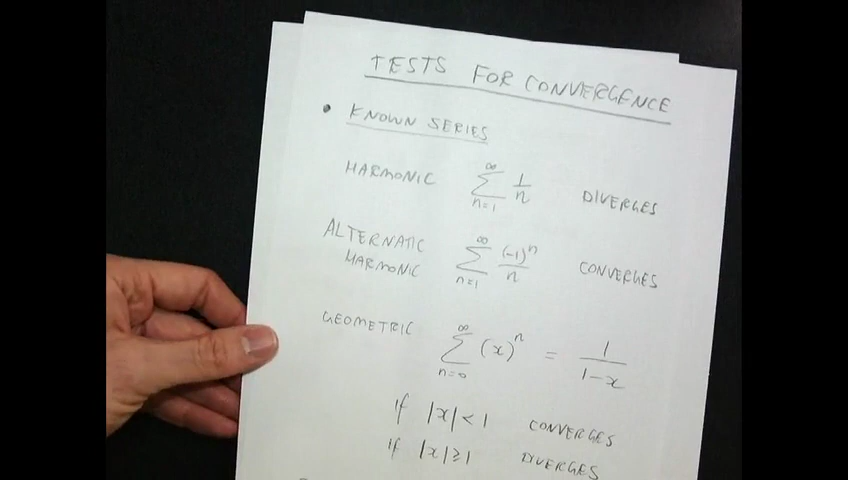 TESTS FOR CONVERGENCE
• KNOWN SERIES
HARMONIC ∑_{n=1}^{∞} 1/n DIVERGES
ALTERNATIC
HARMONIC ∑_{n=1}^{∞} (-1)^n/n CONVERGES
GEOMETRIC ∑_{n=0}^{∞} (x)^n = 1/(1-x)
if |x| < 1 CONVERGES
if |x| ≥ 1 DIVERGES